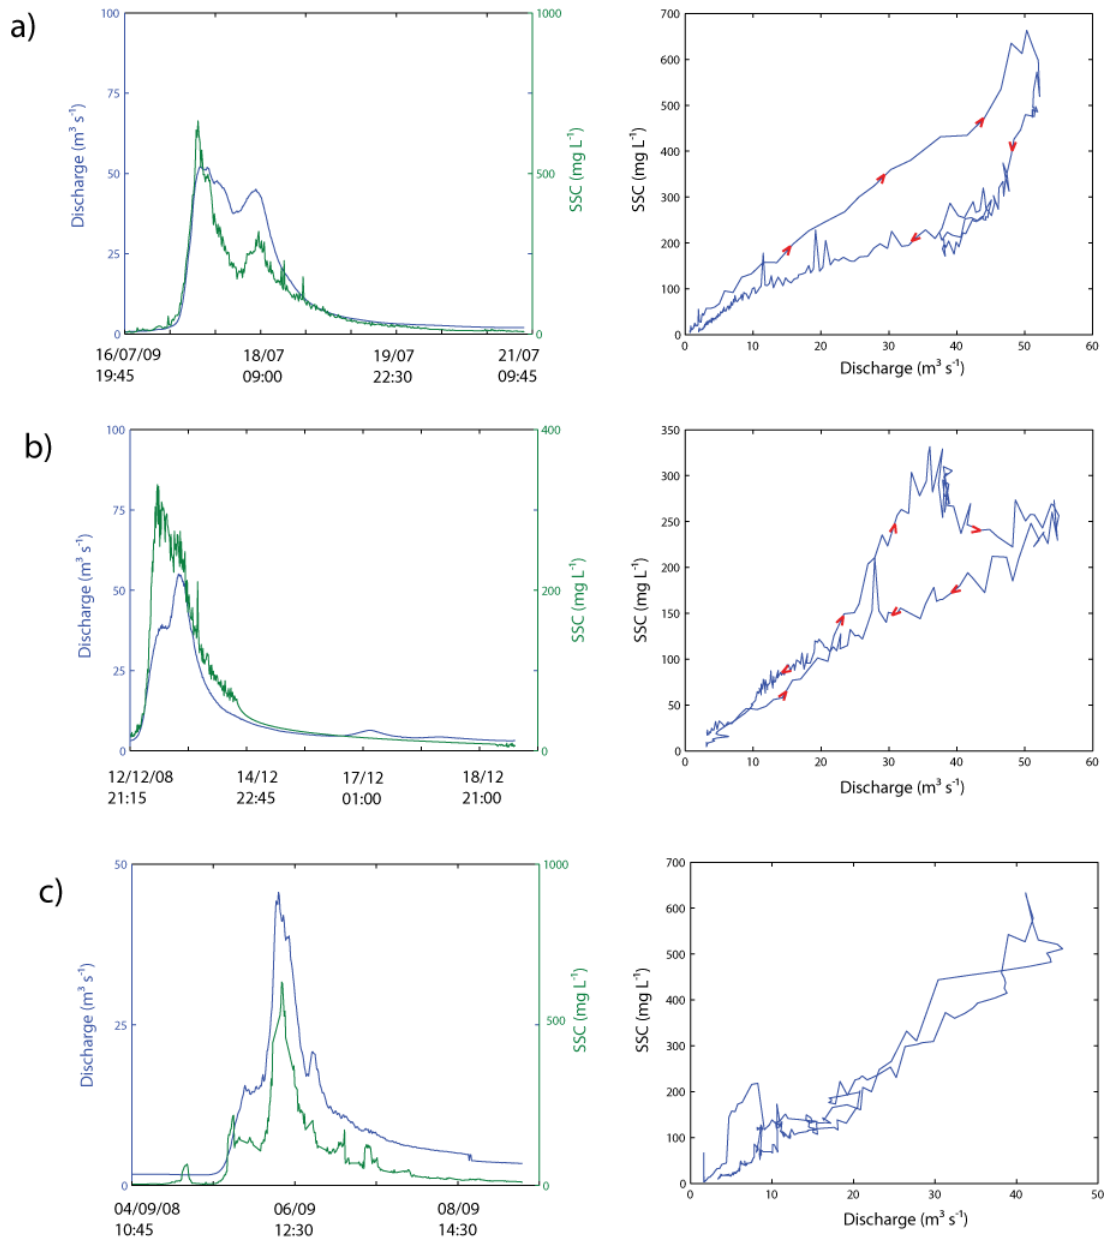 a)
100
75
50
25
0
Discharge (m³ s⁻¹)
1000
500
0
SSC (mg L⁻¹)
16/07/09 18/07 19/07 21/07
19:45 09:00 22:30 09:45
700
600
500
400
300
200
100
0
SSC (mg L⁻¹)
0 10 20 30 40 50 60
Discharge (m³ s⁻¹)
b)
100
75
50
25
0
Discharge (m³ s⁻¹)
400
200
0
SSC (mg L⁻¹)
12/12/08 14/12 17/12 18/12
21:15 22:45 01:00 21:00
350
300
250
200
150
100
50
0
SSC (mg L⁻¹)
0 10 20 30 40 50 60
Discharge (m³ s⁻¹)
c)
50
25
0
Discharge (m³ s⁻¹)
1000
500
0
SSC (mg L⁻¹)
04/09/08 06/09 08/09
10:45 12:30 14:30
700
600
500
400
300
200
100
0
SSC (mg L⁻¹)
0 10 20 30 40 50
Discharge (m³ s⁻¹)